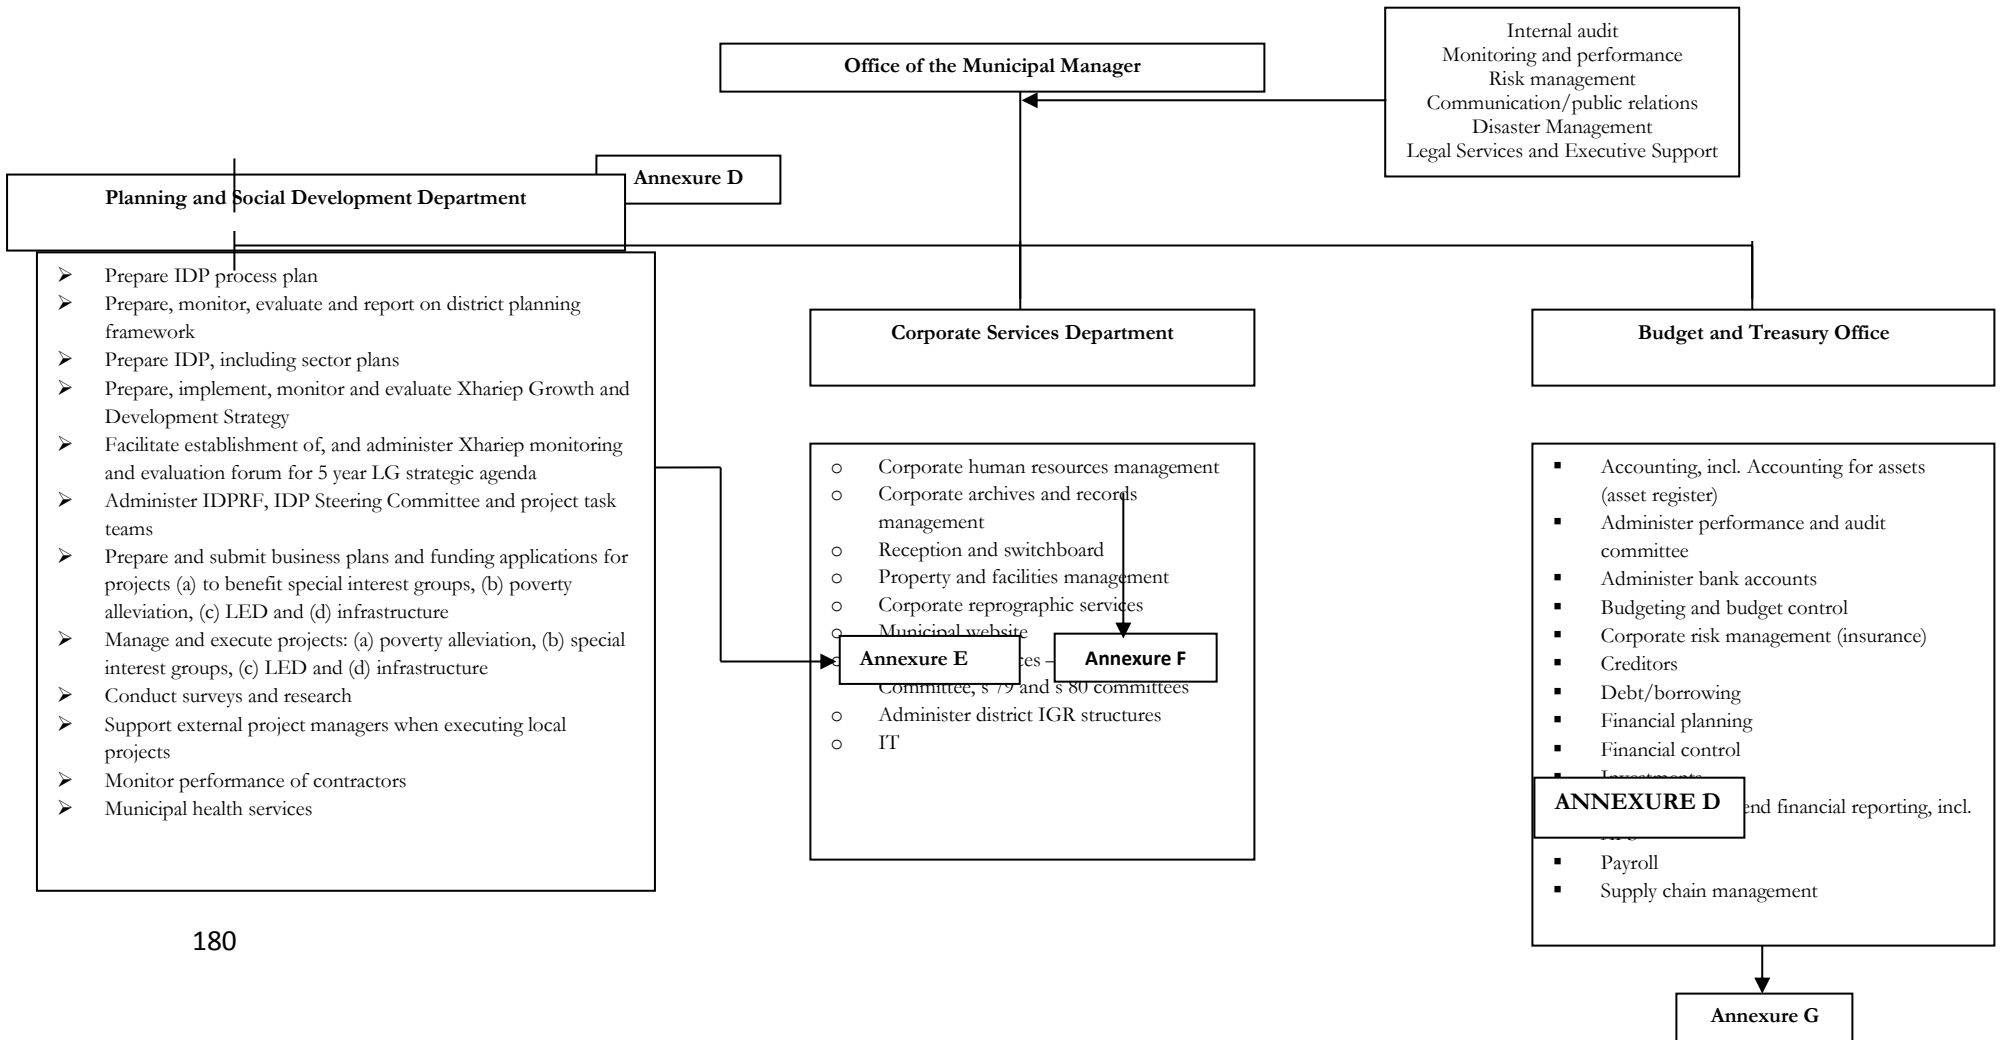 Internal audit
Monitoring and performance
Risk management
Communication/public relations
Disaster Management
Legal Services and Executive Support
Office of the Municipal Manager
Annexure D
Planning and Social Development Department
➢ Prepare IDP process plan
➢ Prepare, monitor, evaluate and report on district planning
framework
➢ Prepare IDP, including sector plans
➢ Prepare, implement, monitor and evaluate Xhariep Growth and
Development Strategy
➢ Facilitate establishment of, and administer Xhariep monitoring
and evaluation forum for 5 year LG strategic agenda
➢ Administer IDPRF, IDP Steering Committee and project task
teams
➢ Prepare and submit business plans and funding applications for
projects (a) to benefit special interest groups, (b) poverty
alleviation, (c) LED and (d) infrastructure
➢ Manage and execute projects: (a) poverty alleviation, (b) special
interest groups, (c) LED and (d) infrastructure
➢ Conduct surveys and research
➢ Support external project managers when executing local
projects
➢ Monitor performance of contractors
➢ Municipal health services
Corporate Services Department
o Corporate human resources management
o Corporate archives and records
management
o Reception and switchboard
o Property and facilities management
o Corporate reprographic services
o Municipal website
Annexure E
Annexure F
Committee, s 79 and s 80 committees
o Administer district IGR structures
o IT
Budget and Treasury Office
▪ Accounting, incl. Accounting for assets
(asset register)
▪ Administer performance and audit
committee
▪ Administer bank accounts
▪ Budgeting and budget control
▪ Corporate risk management (insurance)
▪ Creditors
▪ Debt/borrowing
▪ Financial planning
▪ Financial control
▪ Investments
ANNEXURE D
end financial reporting, incl.
▪ Payroll
▪ Supply chain management
Annexure G
180